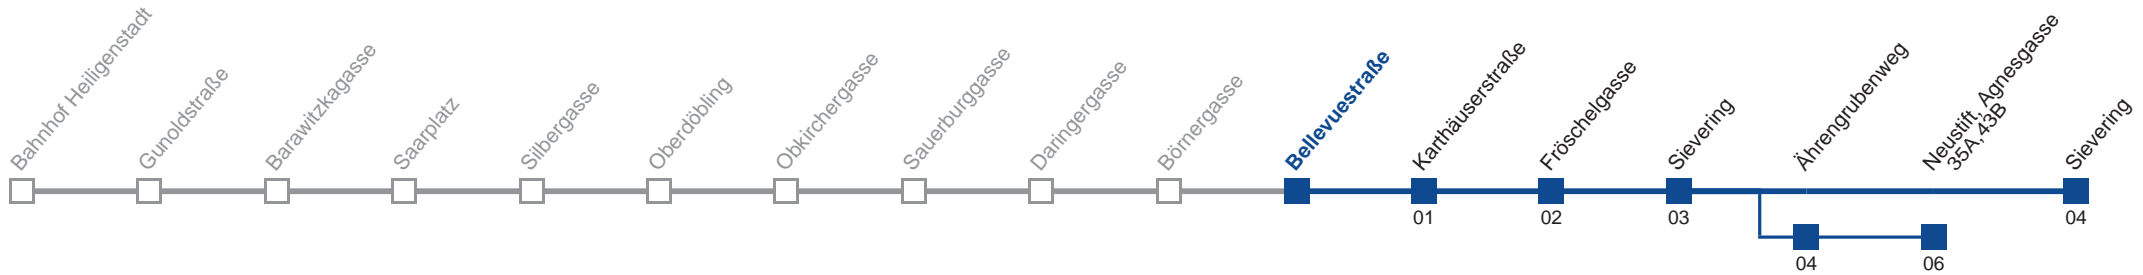 Bahnhof Heiligenstadt
Gunoldstraße
Barawitzkagasse
Saarplatz
Silbergasse
Oberdöbling
Obkirchergasse
Sauerburggasse
Daringergasse
Börnergasse
Bellevuestraße
Karthäuserstraße
Fröschelgasse
Sievering
Ährengrubenweg
Neustift, Agnesgasse
35A, 43B
Sievering
01
02
03
04
04
06